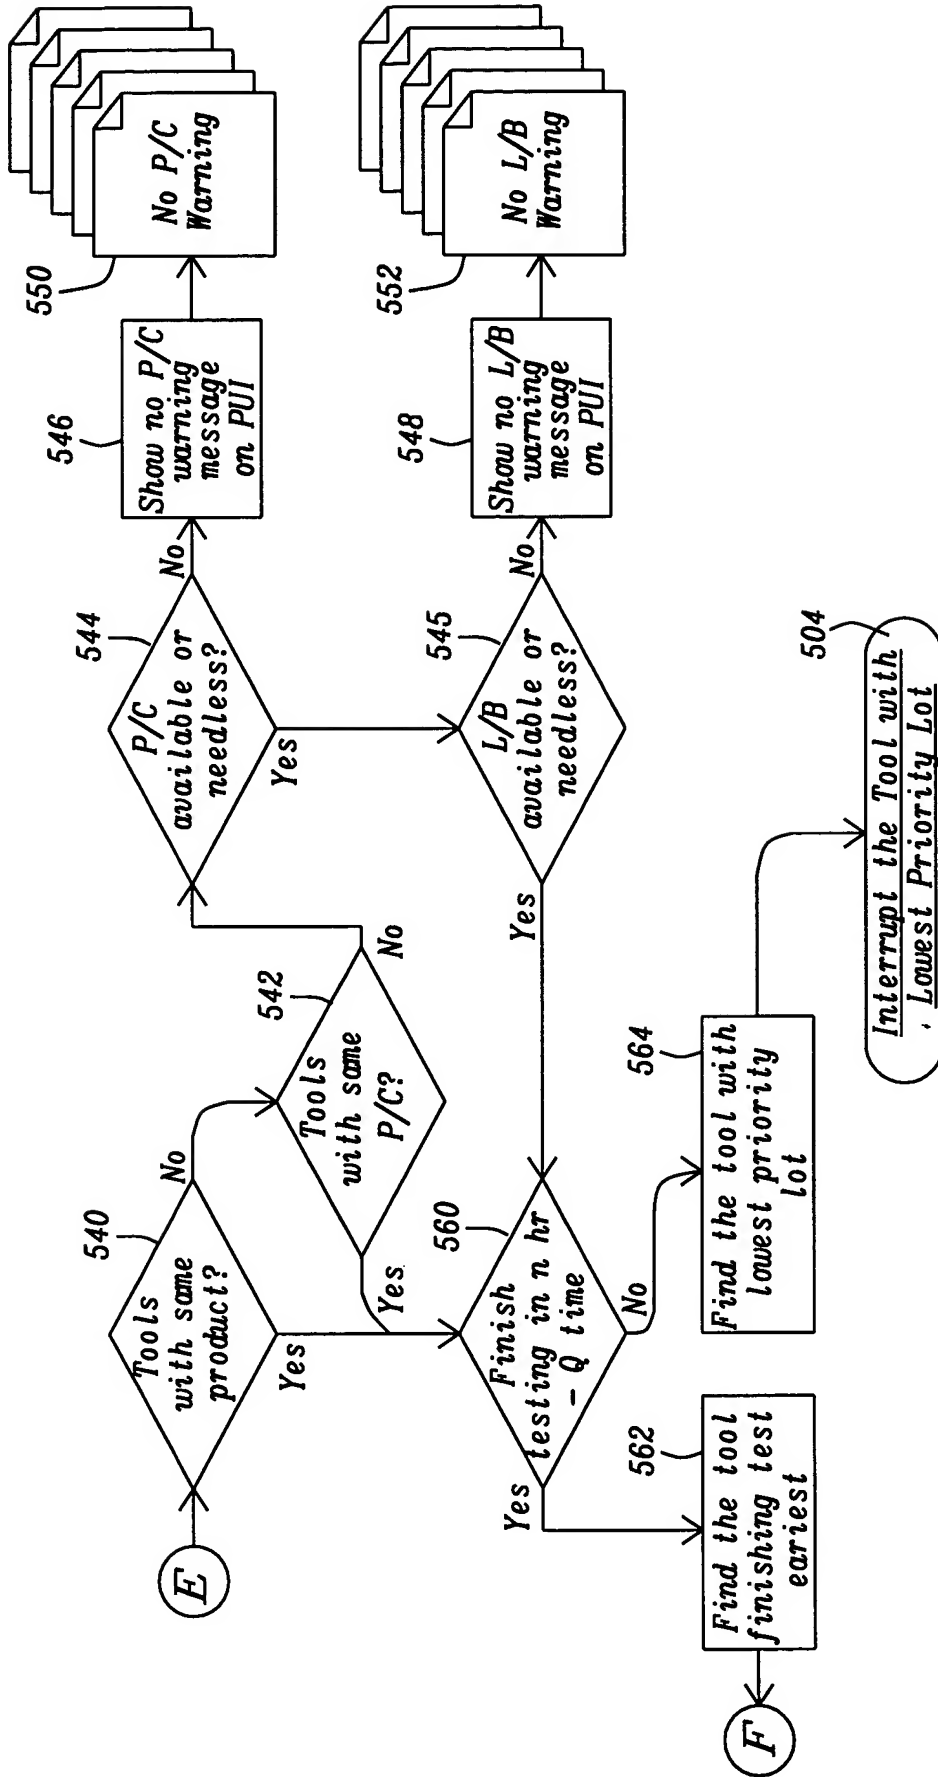 E
540
Tools
with same
product?
No
Yes
542
Tools
with same
P/C?
No
Yes
544
P/C
available or
needless?
No
Yes
546
Show no P/C
warning
message
on PUI
550
No P/C
Warning
545
L/B
available or
needless?
No
Yes
548
Show no L/B
warning
message
on PUI
552
No L/B
Warning
560
Finish
testing in n hr
- Q time
Yes
No
562
Find the tool
finishing test
eariest
F
564
Find the tool with
lowest priority
lot
504
Interrupt the Tool with
Lowest Priority Lot